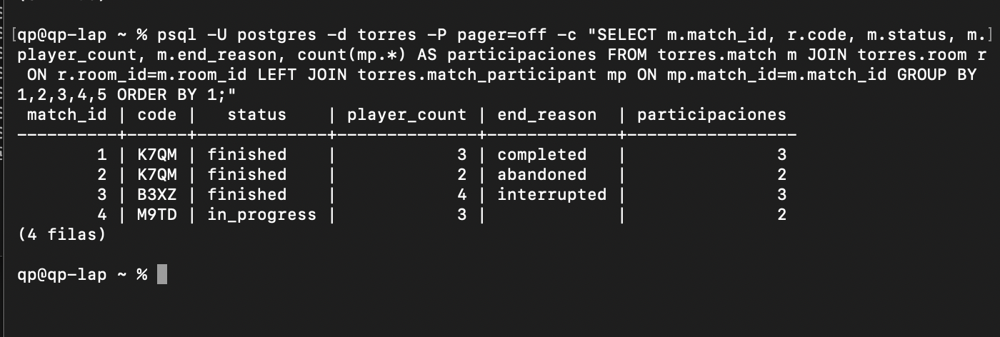 [qp@qp-lap ~ % psql -U postgres -d torres -P pager=off -c "SELECT m.match_id, r.code, m.status, m.]
player_count, m.end_reason, count(mp.*) AS participaciones FROM torres.match m JOIN torres.room r
 ON r.room_id=m.room_id LEFT JOIN torres.match_participant mp ON mp.match_id=m.match_id GROUP BY
1,2,3,4,5 ORDER BY 1;"
 match_id | code |   status    | player_count | end_reason  | participaciones
----------+------+-------------+--------------+-------------+-----------------
        1 | K7QM | finished    |            3 | completed   |               3
        2 | K7QM | finished    |            2 | abandoned   |               2
        3 | B3XZ | finished    |            4 | interrupted |               3
        4 | M9TD | in_progress |            3 |             |               2
(4 filas)
qp@qp-lap ~ %